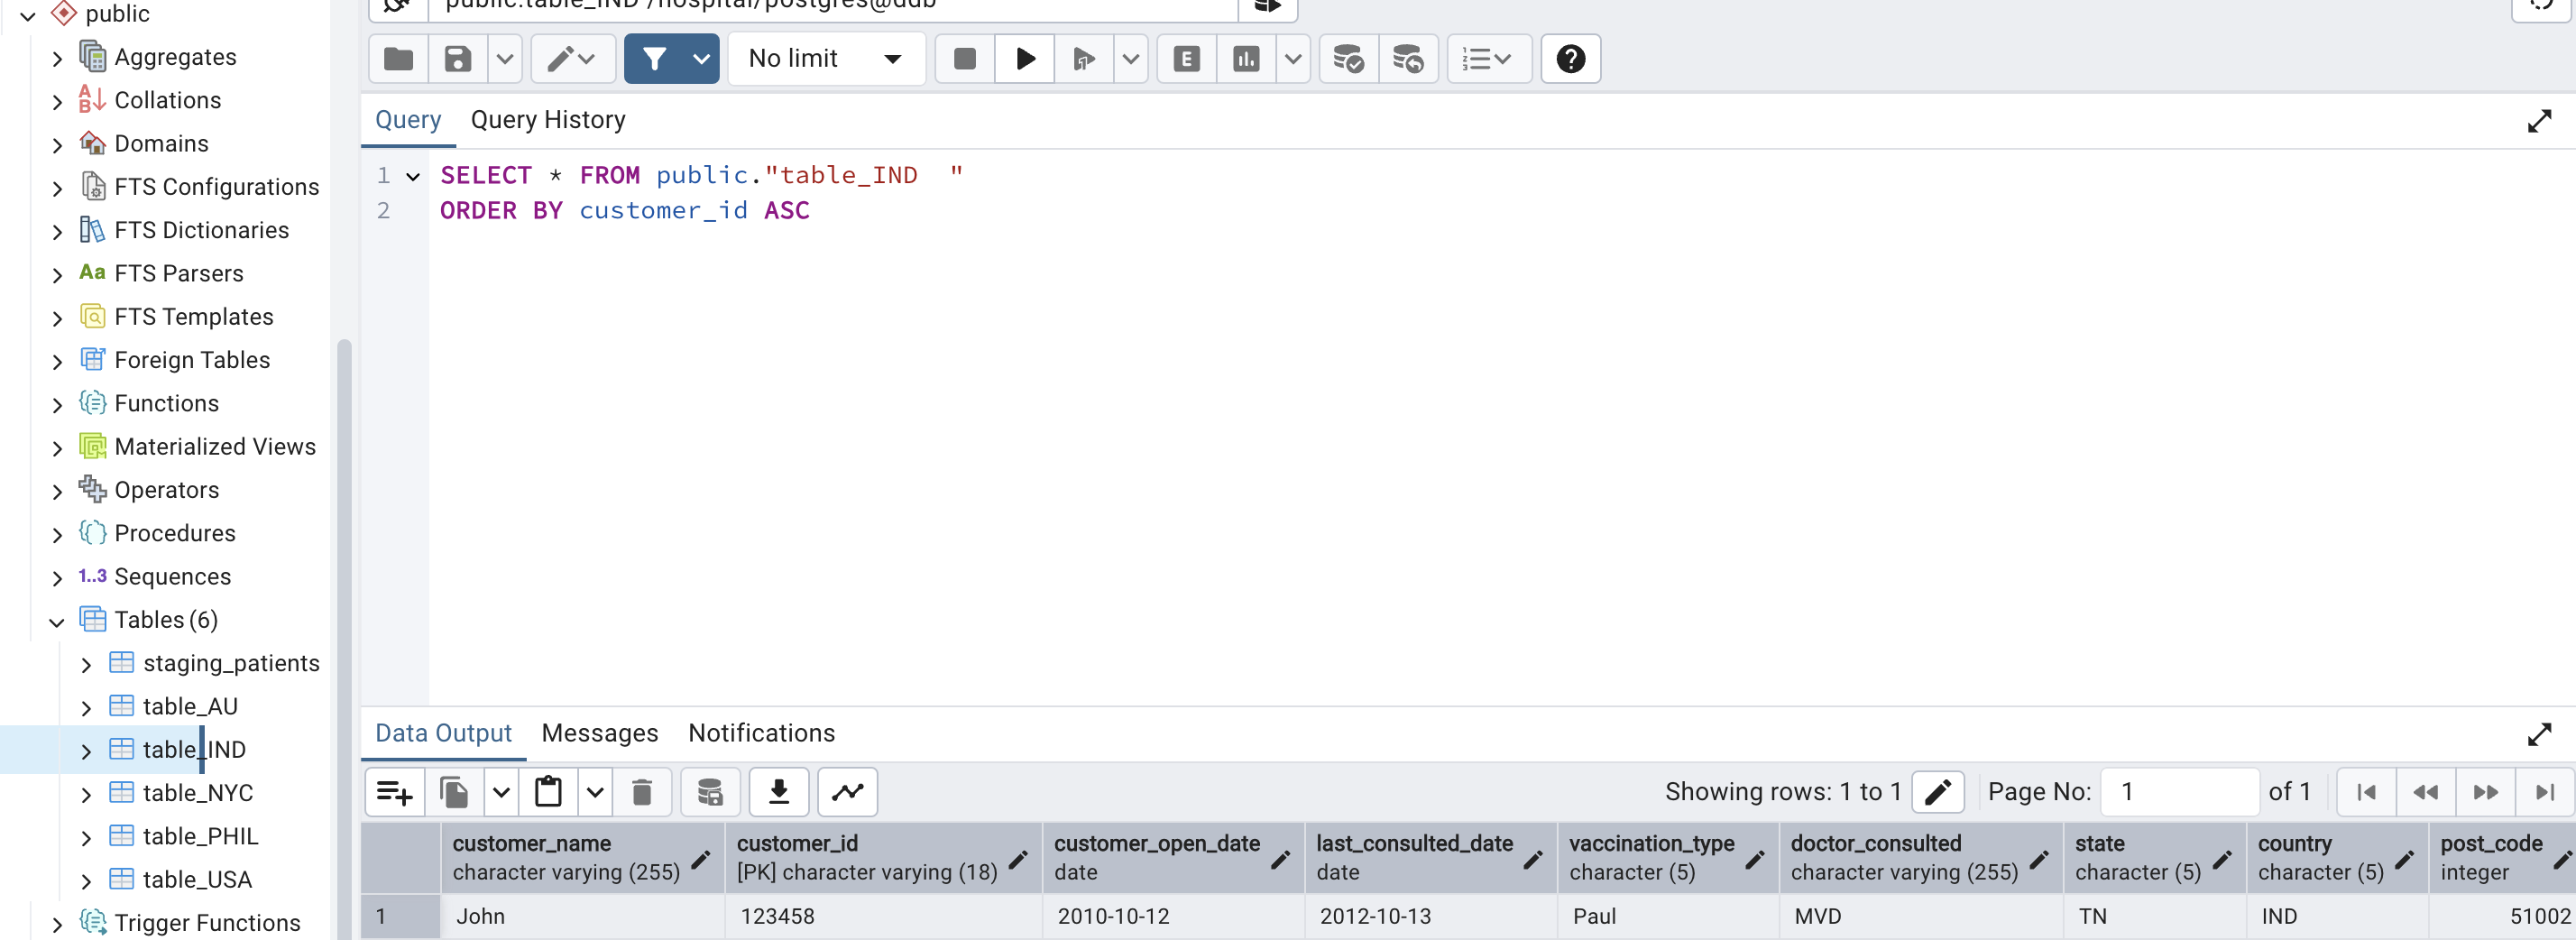 public
Aggregates
Collations
Domains
FTS Configurations
FTS Dictionaries
Aa FTS Parsers
FTS Templates
Foreign Tables
Functions
Materialized Views
Operators
Procedures
1..3 Sequences
Tables (6)
staging_patients
table_AU
table_IND
table_NYC
table_PHIL
table_USA
Trigger Functions
public.table_IND /hospital/postgres@ddb
No limit
E
Query Query History
1 SELECT * FROM public."table_IND  "
2 ORDER BY customer_id ASC
Data Output Messages Notifications
Showing rows: 1 to 1 Page No: 1 of 1
customer_name customer_id customer_open_date last_consulted_date vaccination_type doctor_consulted state country post_code
character varying (255) [PK] character varying (18) date date character (5) character varying (255) character (5) character (5) integer
1 John 123458 2010-10-12 2012-10-13 Paul MVD TN IND 51002